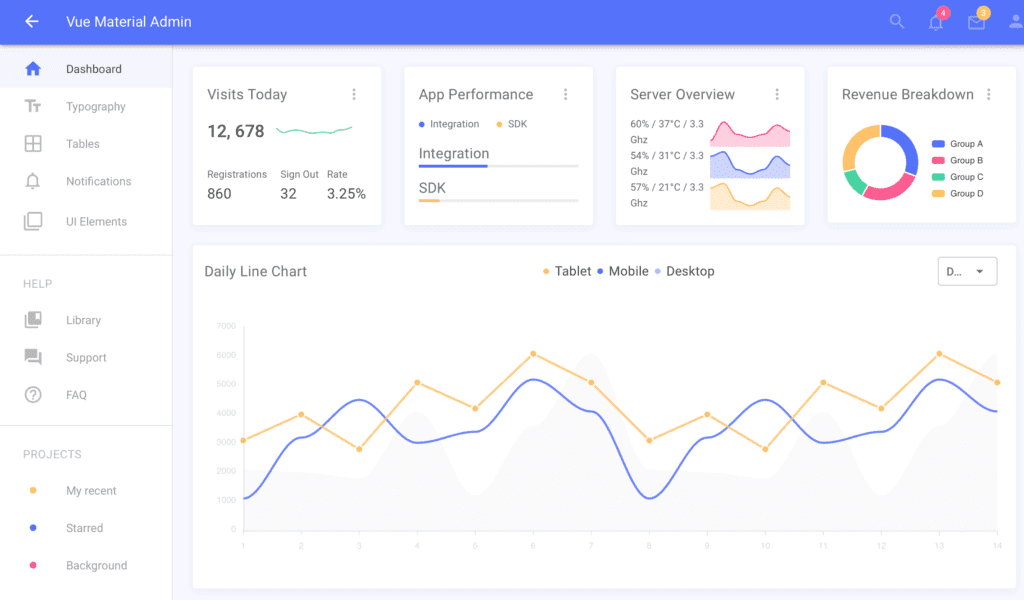 Vue Material Admin
4
3
Dashboard
Typography
Tables
Notifications
UI Elements
HELP
Library
Support
FAQ
PROJECTS
My recent
Starred
Background
Visits Today
12, 678
Registrations Sign Out Rate
860 32 3.25%
App Performance
Integration SDK
Integration
SDK
Server Overview
60% / 37°C / 3.3
Ghz
54% / 31°C / 3.3
Ghz
57% / 21°C / 3.3
Ghz
Revenue Breakdown
Group A
Group B
Group C
Group D
Daily Line Chart
Tablet Mobile Desktop
D...
7000
6000
5000
4000
3000
2000
1000
0
1 2 3 4 5 6 7 8 9 10 11 12 13 14